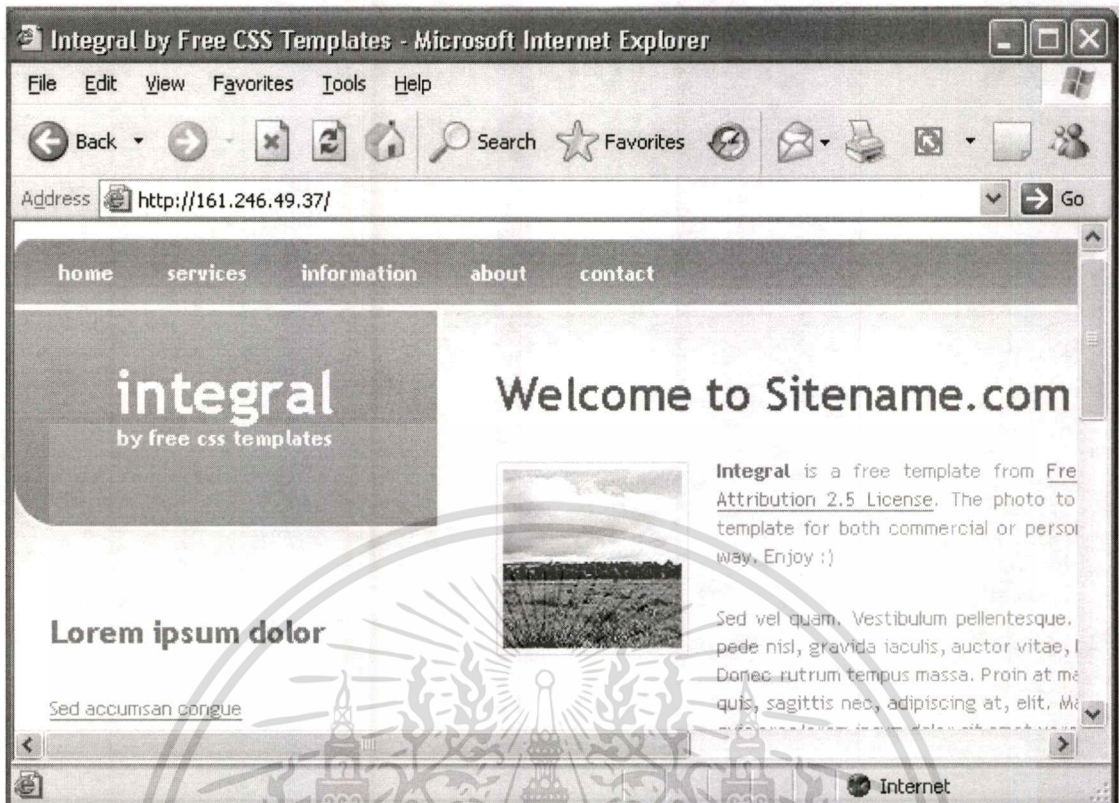 Integral by Free CSS Templates - Microsoft Internet Explorer
File Edit View Favorites Tools Help
Back Search Favorites
Address http://161.246.49.37/ Go
home services information about contact
integral
by free css templates
Welcome to Sitename.com
Integral is a free template from Fre
Attribution 2.5 License. The photo to
template for both commercial or person
way. Enjoy :)
Lorem ipsum dolor
Sed accumsan congue
Sed vel quam. Vestibulum pellentesque.
pede nisl, gravida iaculis, auctor vitae,
Donec rutrum tempus massa. Proin at ma
quis, sagittis nec, adipiscing at, elit. Ma
Internet